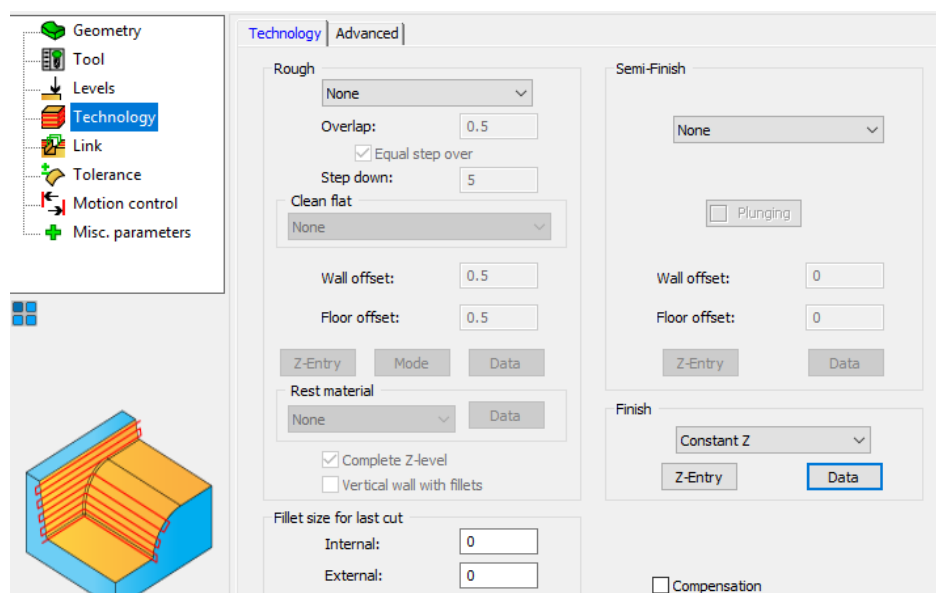 Geometry
Tool
Levels
Technology
Link
Tolerance
Motion control
Misc. parameters
Technology
Advanced
Rough
None
Overlap: 0.5
Equal step over
Step down: 5
Clean flat
None
Wall offset: 0.5
Floor offset: 0.5
Z-Entry Mode Data
Rest material
None Data
Complete Z-level
Vertical wall with fillets
Fillet size for last cut
Internal: 0
External: 0
Semi-Finish
None
Plunging
Wall offset: 0
Floor offset: 0
Z-Entry Data
Finish
Constant Z
Z-Entry Data
Compensation